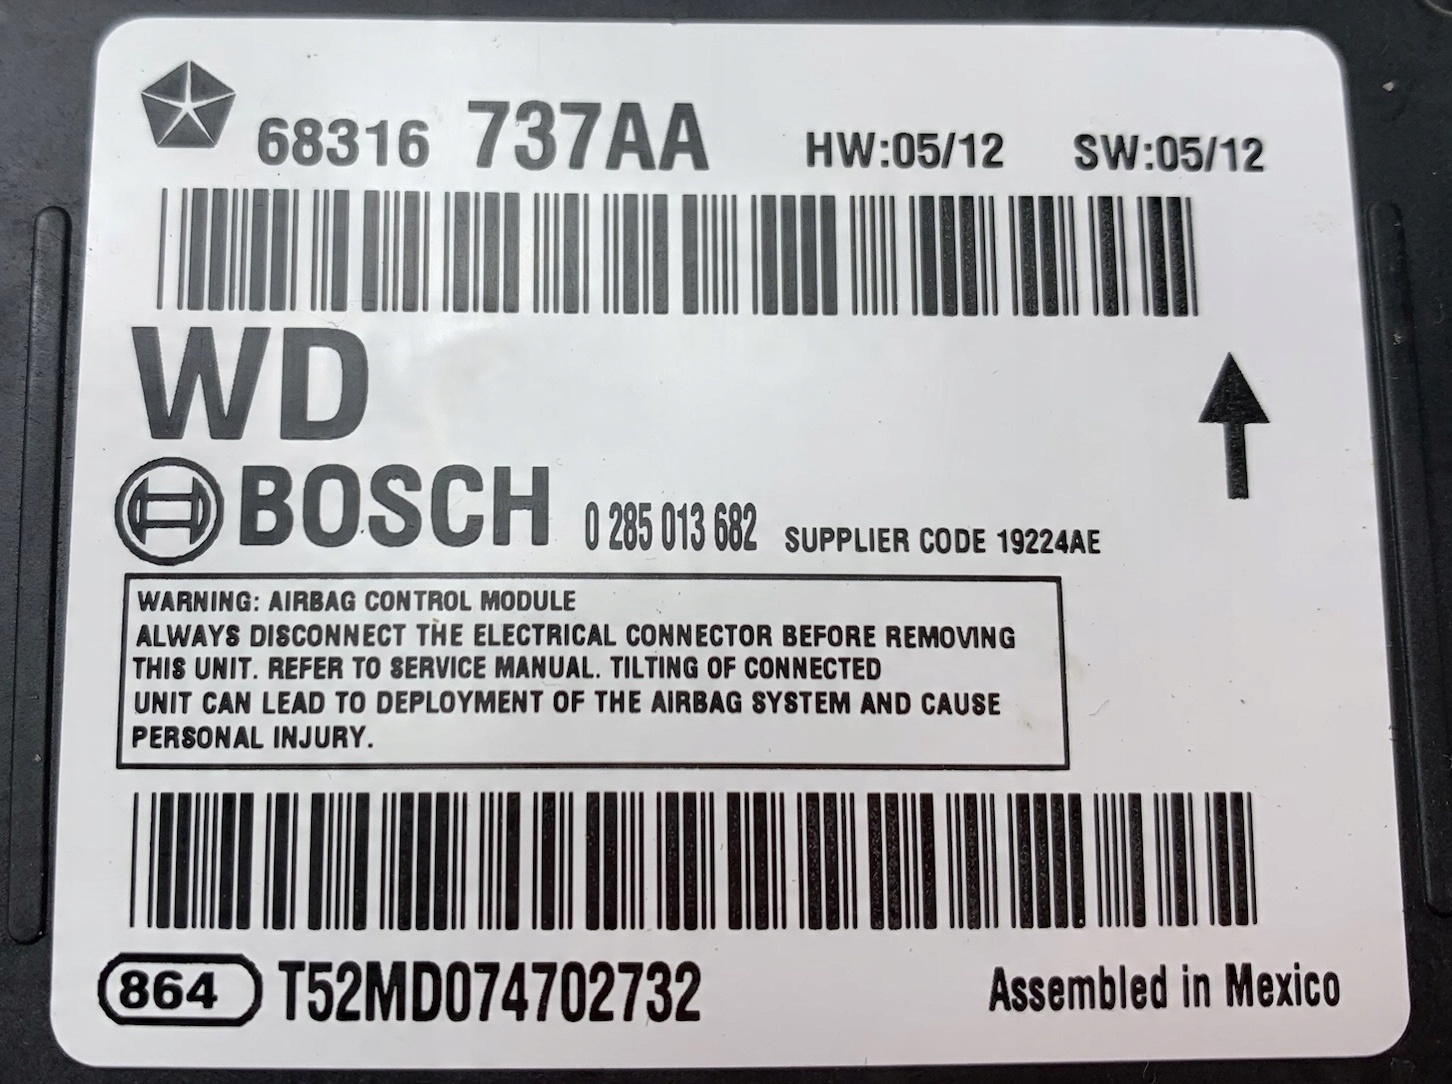 68316 737AA HW:05/12 SW:05/12
WD
BOSCH 0 285 013 682 SUPPLIER CODE 19224AE
WARNING: AIRBAG CONTROL MODULE
ALWAYS DISCONNECT THE ELECTRICAL CONNECTOR BEFORE REMOVING
THIS UNIT. REFER TO SERVICE MANUAL. TILTING OF CONNECTED
UNIT CAN LEAD TO DEPLOYMENT OF THE AIRBAG SYSTEM AND CAUSE
PERSONAL INJURY.
864 T52MD074702732 Assembled in Mexico